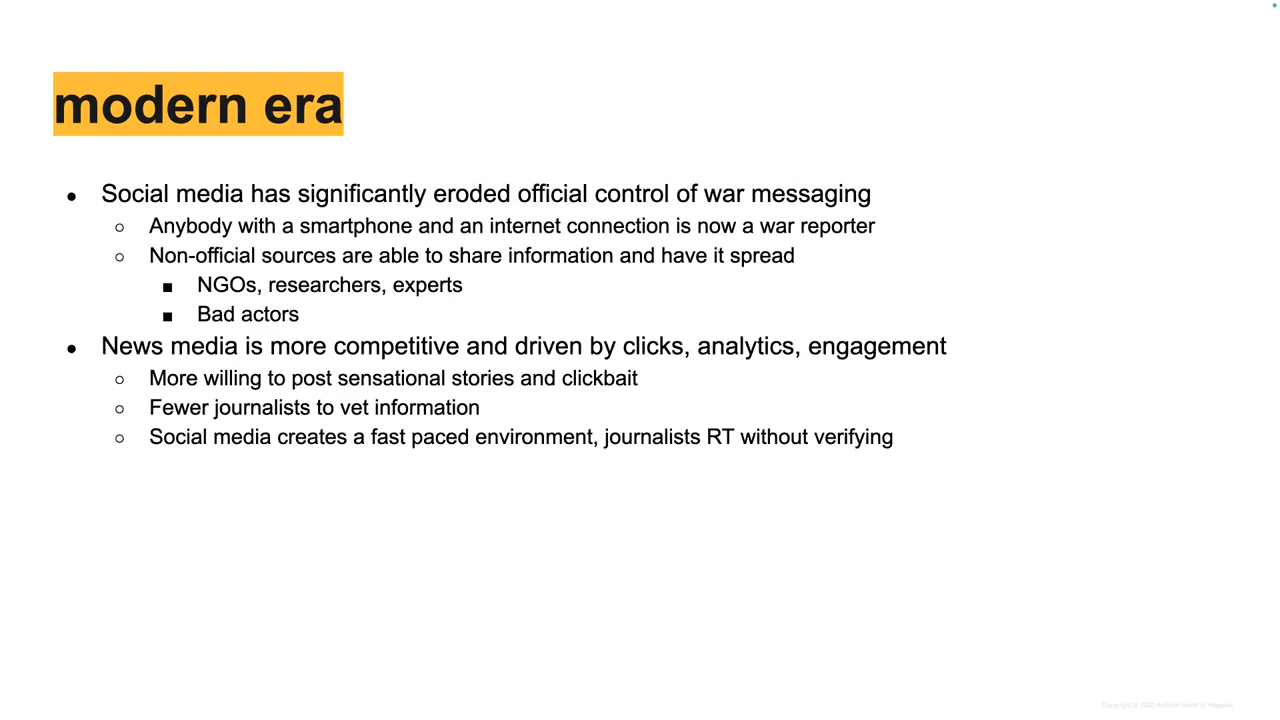 modern era
● Social media has significantly eroded official control of war messaging
○ Anybody with a smartphone and an internet connection is now a war reporter
○ Non-official sources are able to share information and have it spread
■ NGOs, researchers, experts
■ Bad actors
● News media is more competitive and driven by clicks, analytics, engagement
○ More willing to post sensational stories and clickbait
○ Fewer journalists to vet information
○ Social media creates a fast paced environment, journalists RT without verifying
Copyright ©